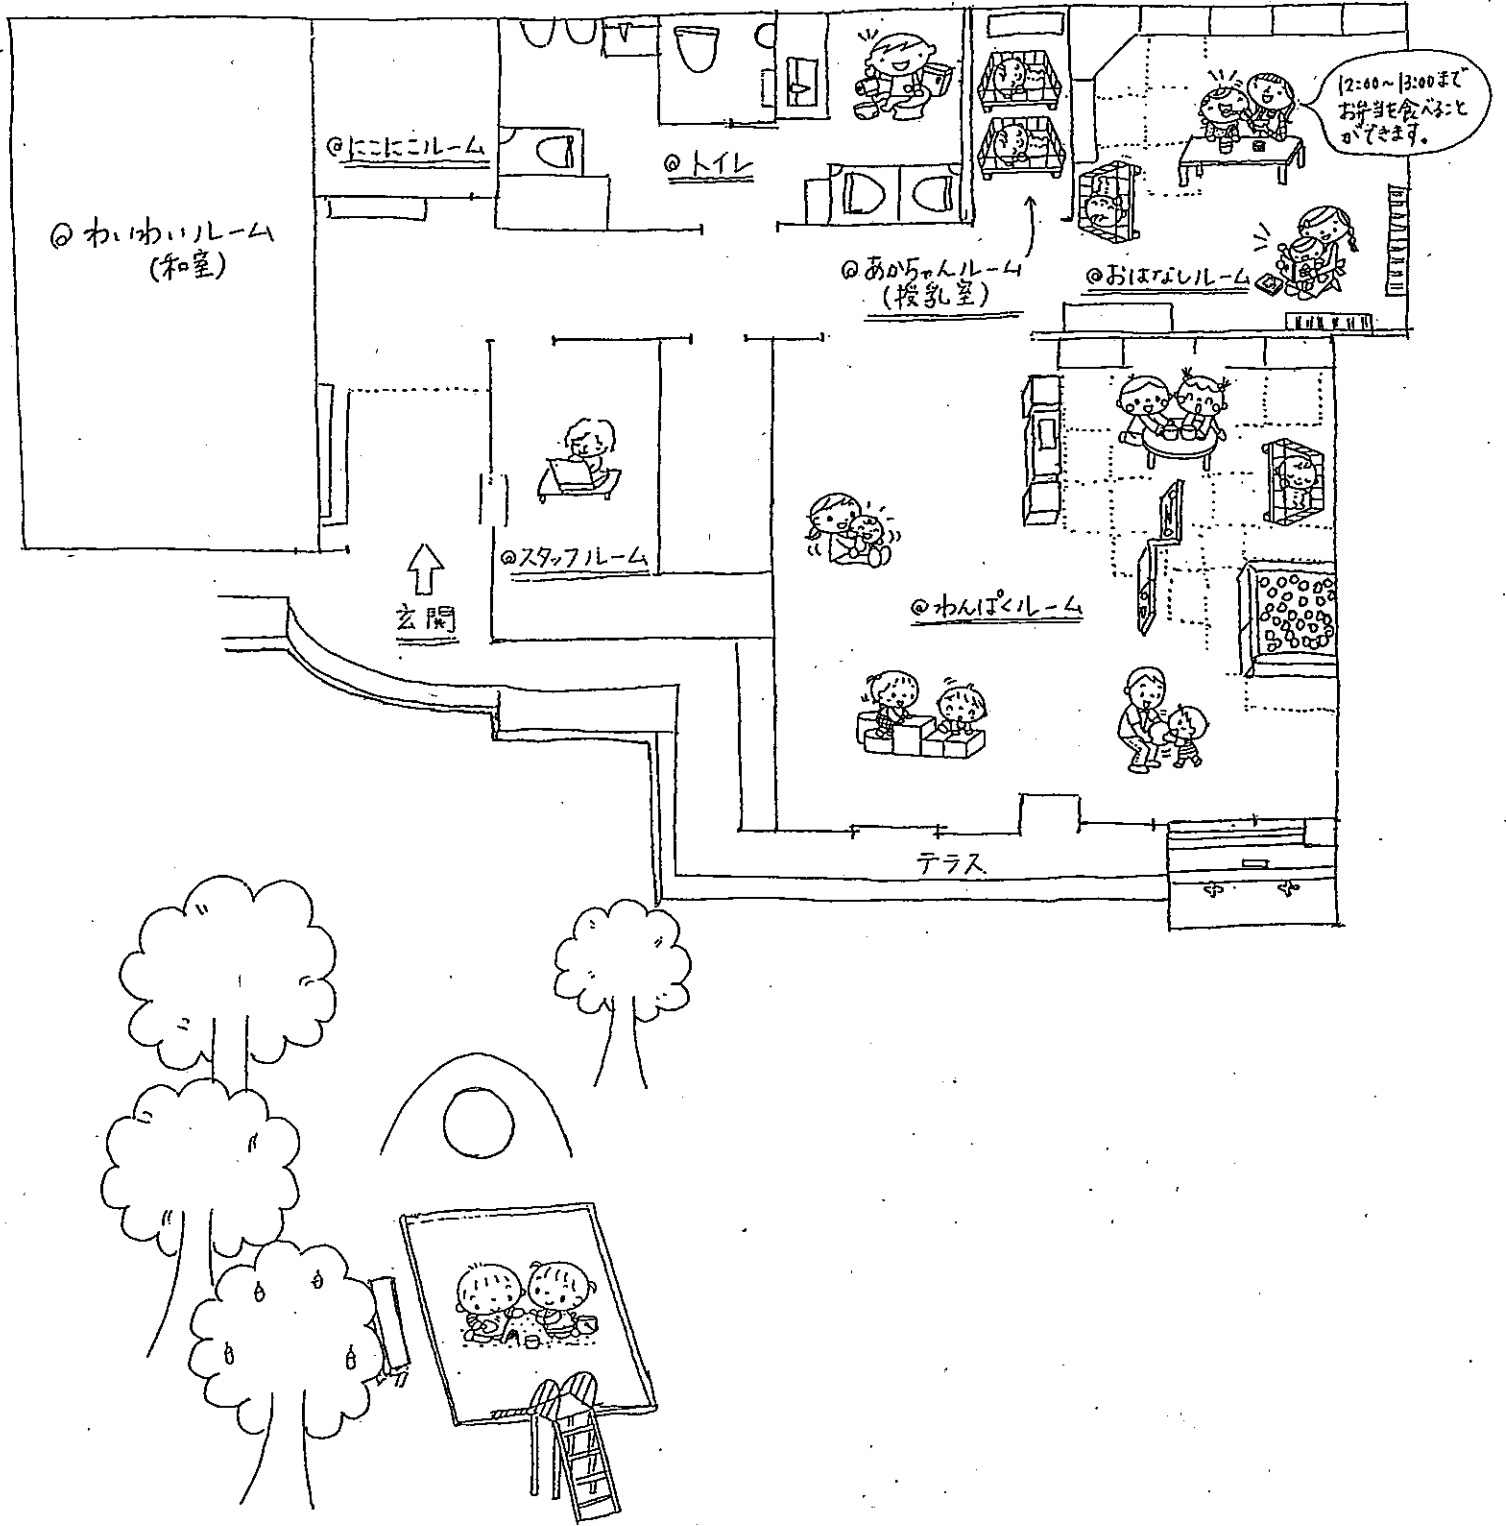 12:00~13:00まで
お弁当を食べること
ができます。
@にこにこルーム
@トイレ
@わいわいルーム
(和室)
@あかちゃんルーム
(授乳室)
@おはなしルーム
@スタッフルーム
玄関
@わんぱくルーム
テラス